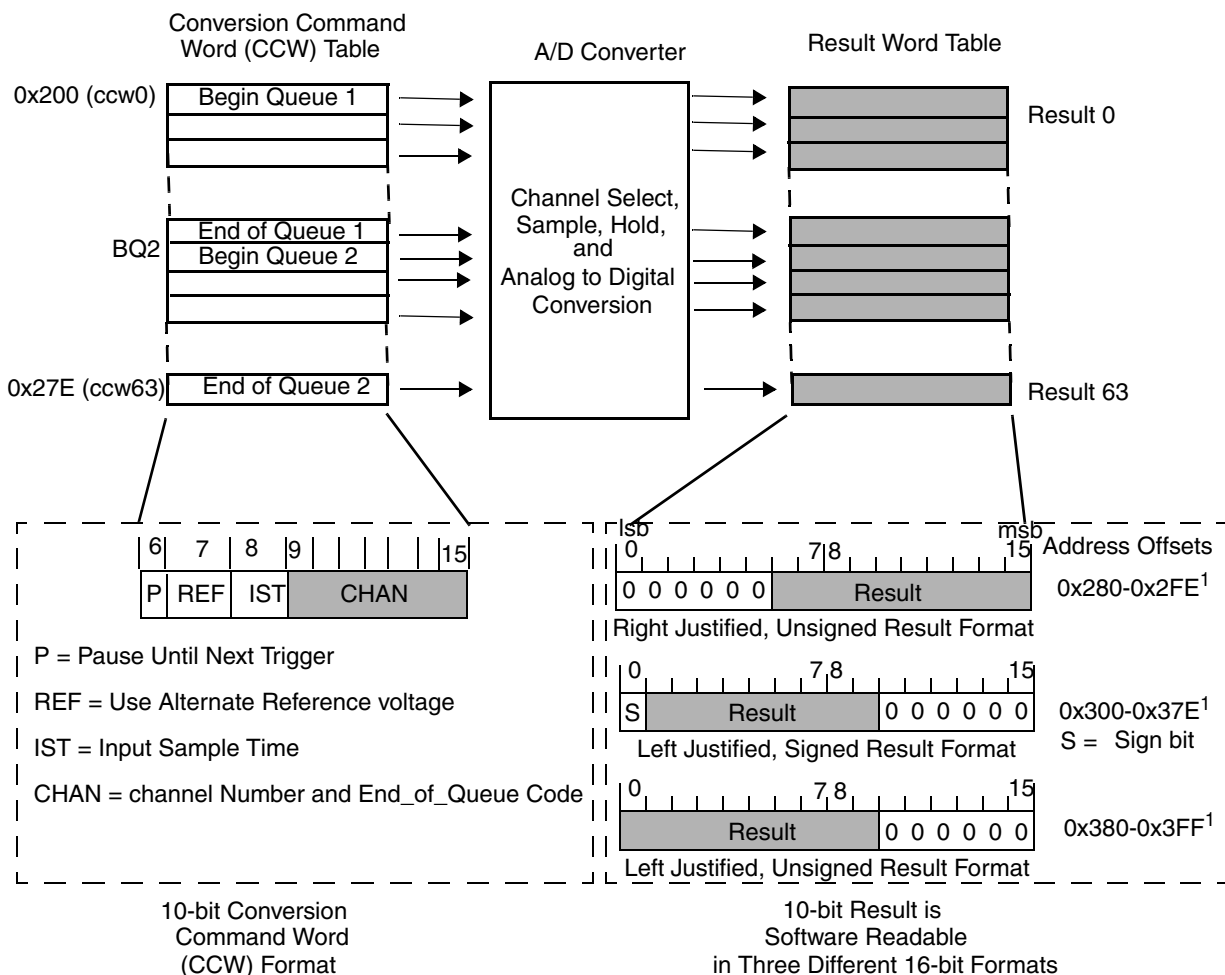 Conversion Command
Word (CCW) Table
A/D Converter
Result Word Table
0x200 (ccw0)
Begin Queue 1
Result 0
Channel Select,
Sample, Hold,
and
Analog to Digital
Conversion
End of Queue 1
BQ2
Begin Queue 2
0x27E (ccw63)
End of Queue 2
Result 63
6 7 8 9 15
P REF IST CHAN
P = Pause Until Next Trigger
REF = Use Alternate Reference voltage
IST = Input Sample Time
CHAN = channel Number and End_of_Queue Code
lsb msb
0 7 8 15 Address Offsets
0 0 0 0 0 0 Result 0x280-0x2FE1
Right Justified, Unsigned Result Format
0 7 8 15
S Result 0 0 0 0 0 0 0x300-0x37E1
Left Justified, Signed Result Format S = Sign bit
0 7 8 15
Result 0 0 0 0 0 0 0x380-0x3FF1
Left Justified, Unsigned Result Format
10-bit Conversion
Command Word
(CCW) Format
10-bit Result is
Software Readable
in Three Different 16-bit Formats